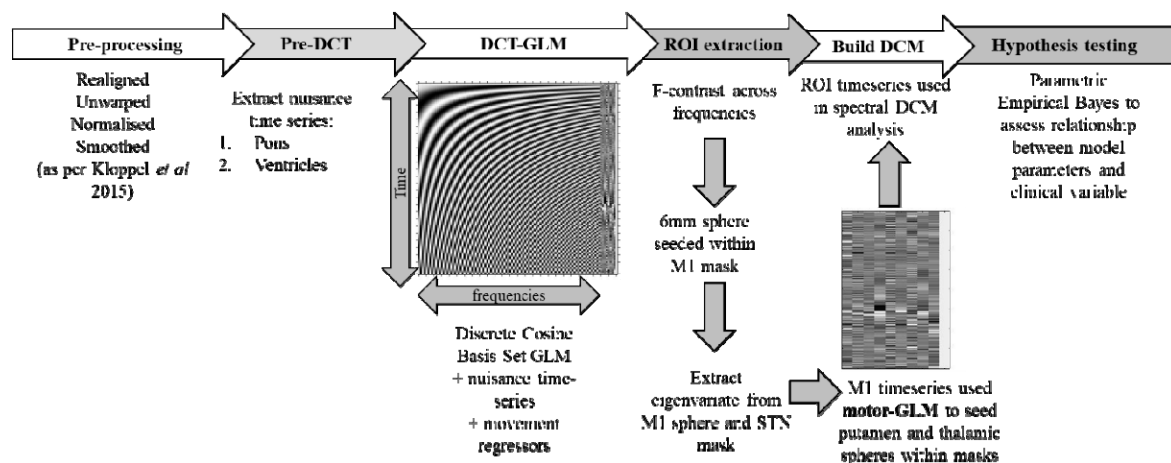 Pre-processing
Pre-DCT
DCT-GLM
ROI extraction
Build DCM
Hypothesis testing
Realigned
Unwarped
Normalised
Smoothed
(as per Kloppel et al
2015)
Extract nuisance
time series:
1. Pons
2. Ventricles
Time
frequencies
Discrete Cosine
Basis Set GLM
+ nuisance time-
series
+ movement
regressors
F-contrast across
frequencies
6mm sphere
seeded within
M1 mask
Extract
eigenvariate from
M1 sphere and STN
mask
ROI timeseries used
in spectral DCM
analysis
M1 timeseries used
motor-GLM to seed
putamen and thalamic
spheres within masks
Parametric
Empirical Bayes to
assess relationship
between model
parameters and
clinical variable